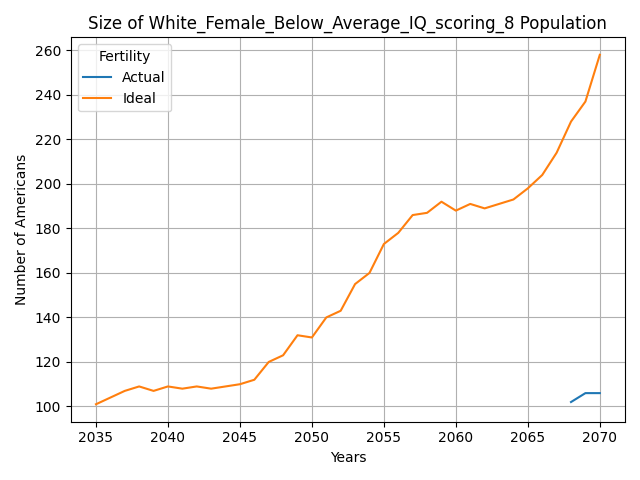 Size of White_Female_Below_Average_IQ_scoring_8 Population
Fertility
Actual
Ideal
Number of Americans
260
240
220
200
180
160
140
120
100
2035 2040 2045 2050 2055 2060 2065 2070
Years